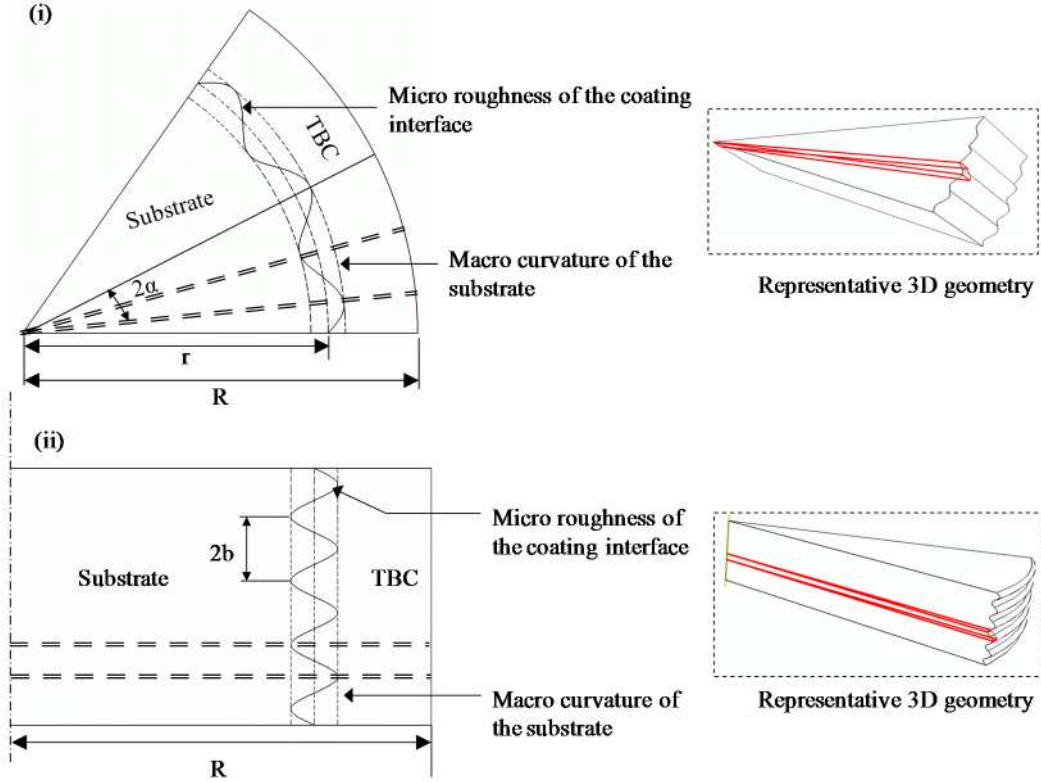 (i)
Micro roughness of the coating
interface
TBC
Substrate
Macro curvature of the
substrate
2α
r
R
Representative 3D geometry
(ii)
Micro roughness of
the coating interface
2b
Substrate
TBC
Macro curvature of
the substrate
R
Representative 3D geometry